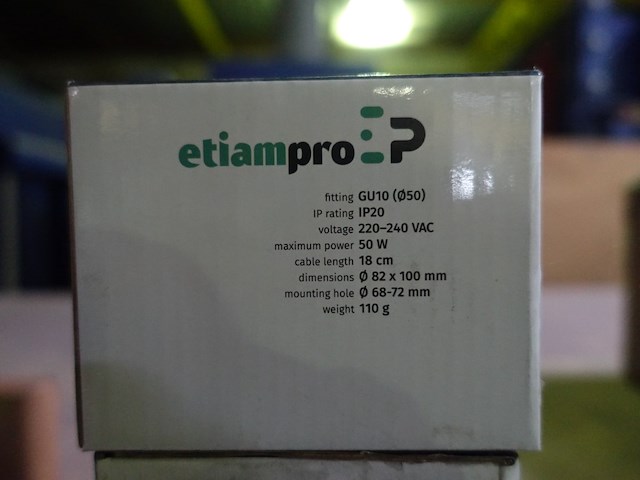 etiampro EP
fitting GU10 (Ø50)
IP rating IP20
voltage 220–240 VAC
maximum power 50 W
cable length 18 cm
dimensions Ø 82 x 100 mm
mounting hole Ø 68-72 mm
weight 110 g